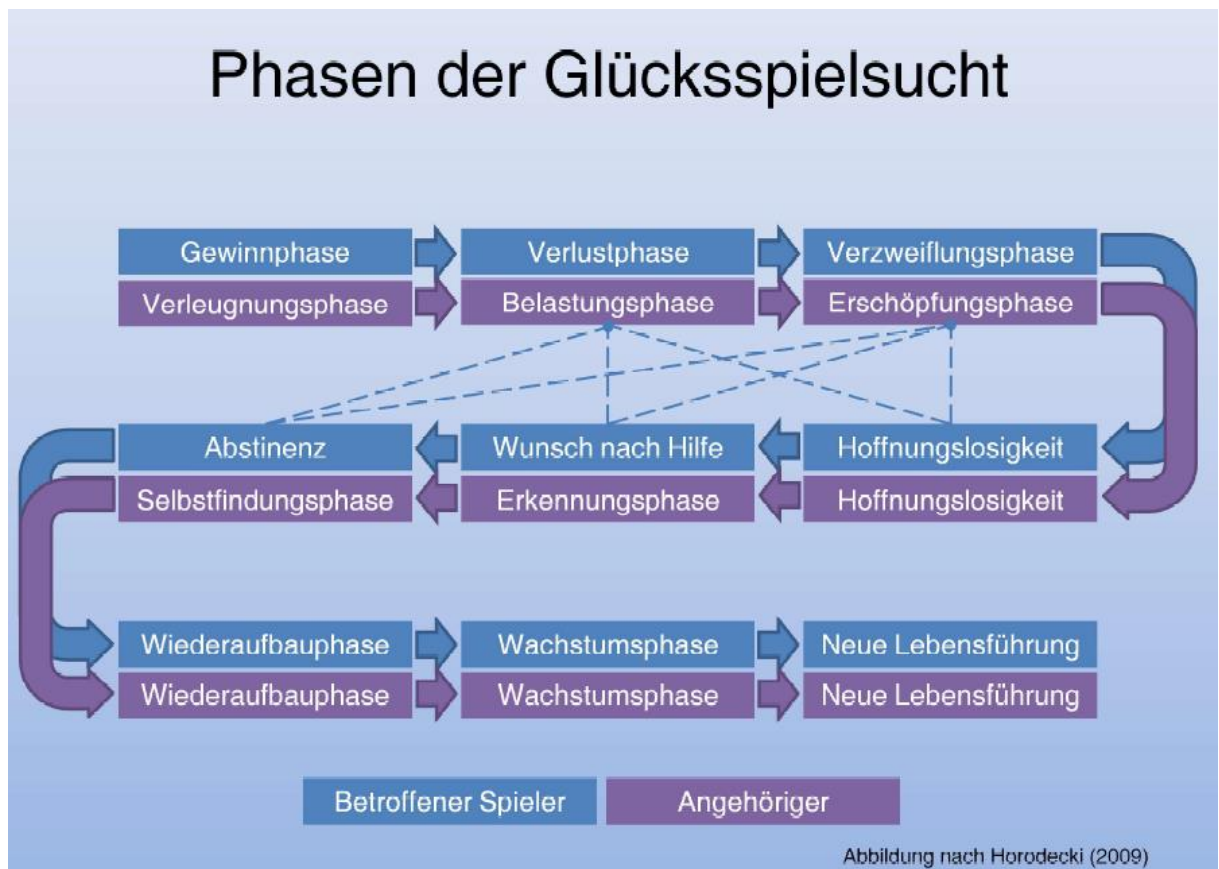 Phasen der Glücksspielsucht
Gewinnphase Verlustphase Verzweiflungsphase
Verleugnungsphase Belastungsphase Erschöpfungsphase
Abstinenz Wunsch nach Hilfe Hoffnungslosigkeit
Selbstfindungsphase Erkennungsphase Hoffnungslosigkeit
Wiederaufbauphase Wachstumsphase Neue Lebensführung
Wiederaufbauphase Wachstumsphase Neue Lebensführung
Betroffener Spieler Angehöriger
Abbildung nach Horodecki (2009)